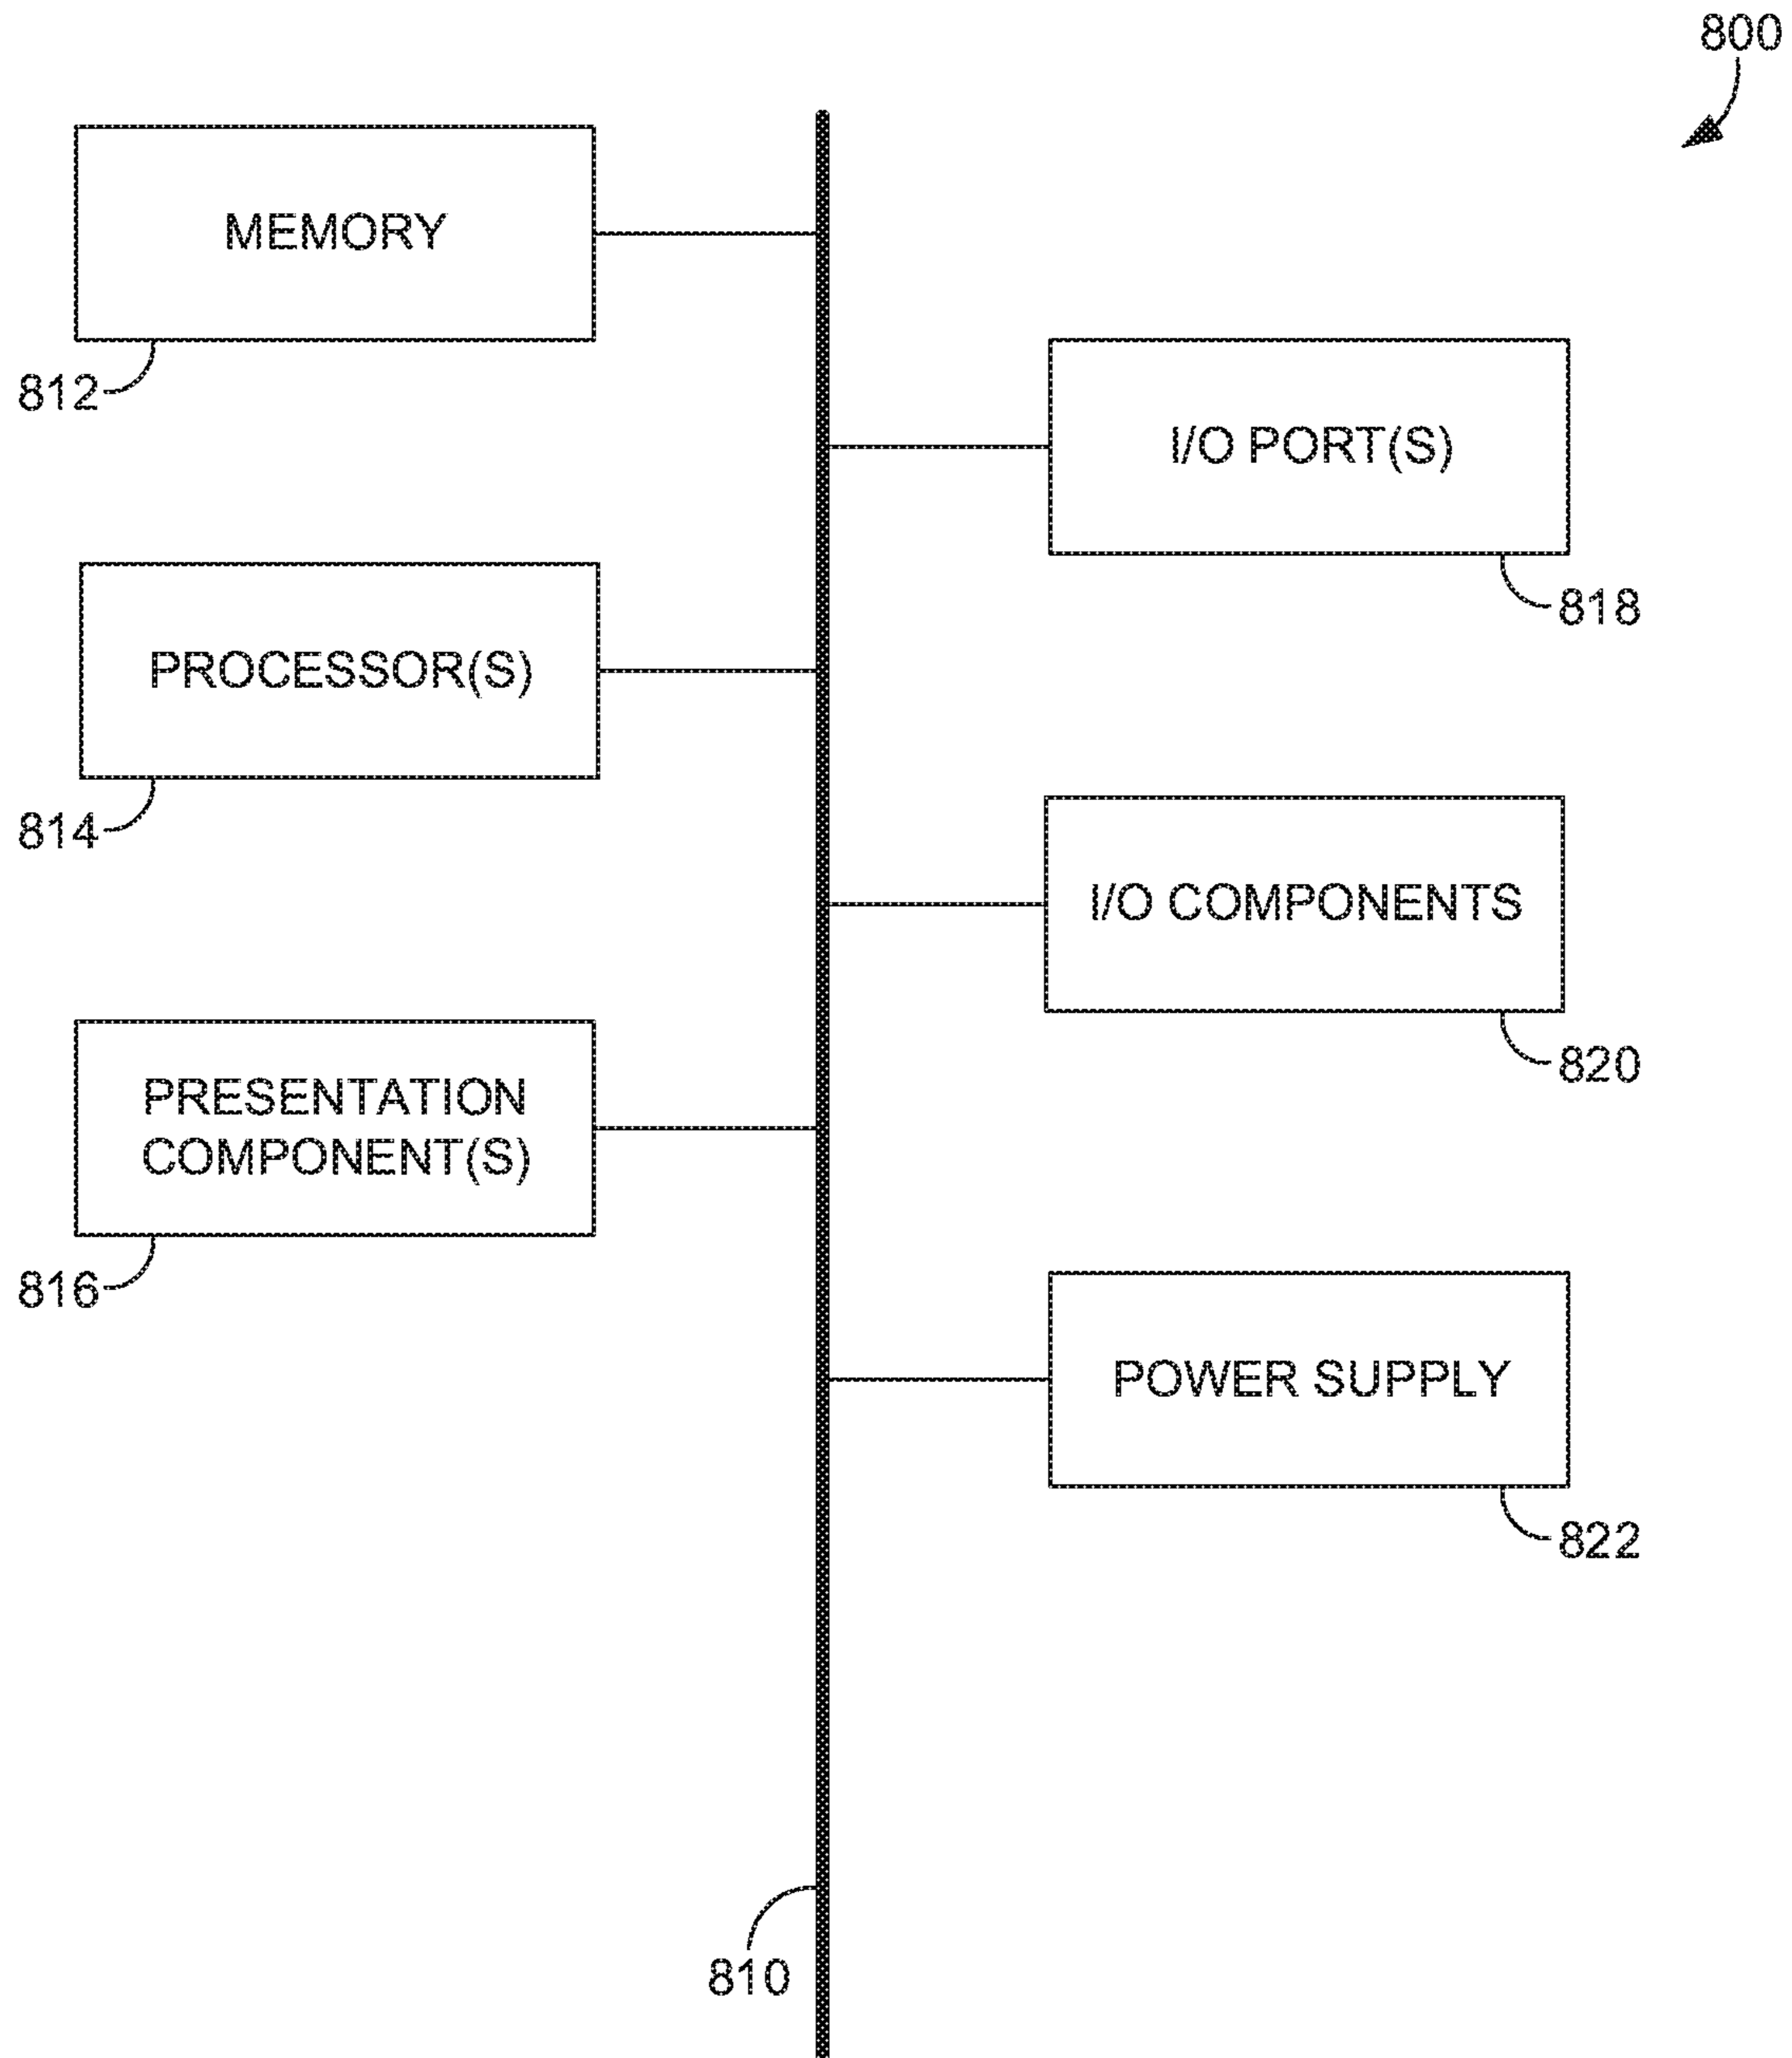 800
MEMORY
812
I/O PORT(S)
818
PROCESSOR(S)
814
I/O COMPONENTS
820
PRESENTATION
COMPONENT(S)
816
POWER SUPPLY
822
810